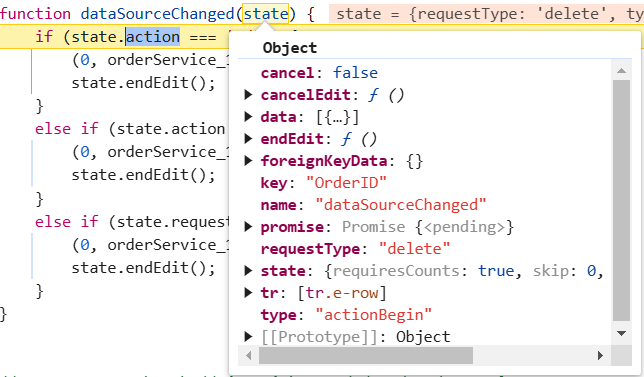 function dataSourceChanged(state) { state = {requestType: 'delete', ty
if (state.action ===
(0, orderService_1
state.endEdit();
}
else if (state.action
(0, orderService_1
state.endEdit();
}
else if (state.request
(0, orderService_1
state.endEdit();
}
}
Object
cancel: false
▶ cancelEdit: ƒ ()
▶ data: [{…}]
▶ endEdit: ƒ ()
▶ foreignKeyData: {}
key: "OrderID"
name: "dataSourceChanged"
▶ promise: Promise {<pending>}
requestType: "delete"
▶ state: {requiresCounts: true, skip: 0,
▶ tr: [tr.e-row]
type: "actionBegin"
▶ [[Prototype]]: Object